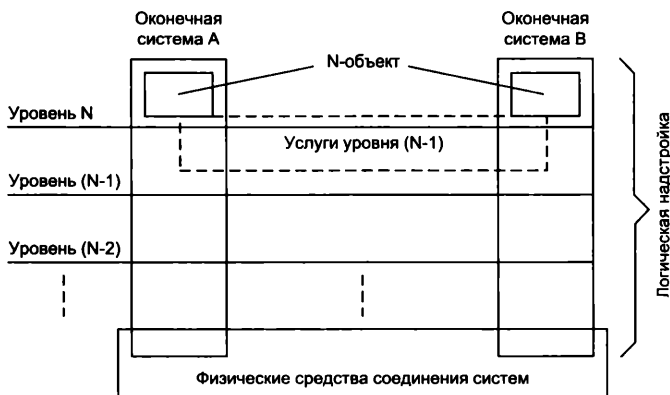 Оконечная
система А
Оконечная
система В
N-объект
Уровень N
Услуги уровня (N-1)
Уровень (N-1)
Уровень (N-2)
Логическая надстройка
Физические средства соединения систем